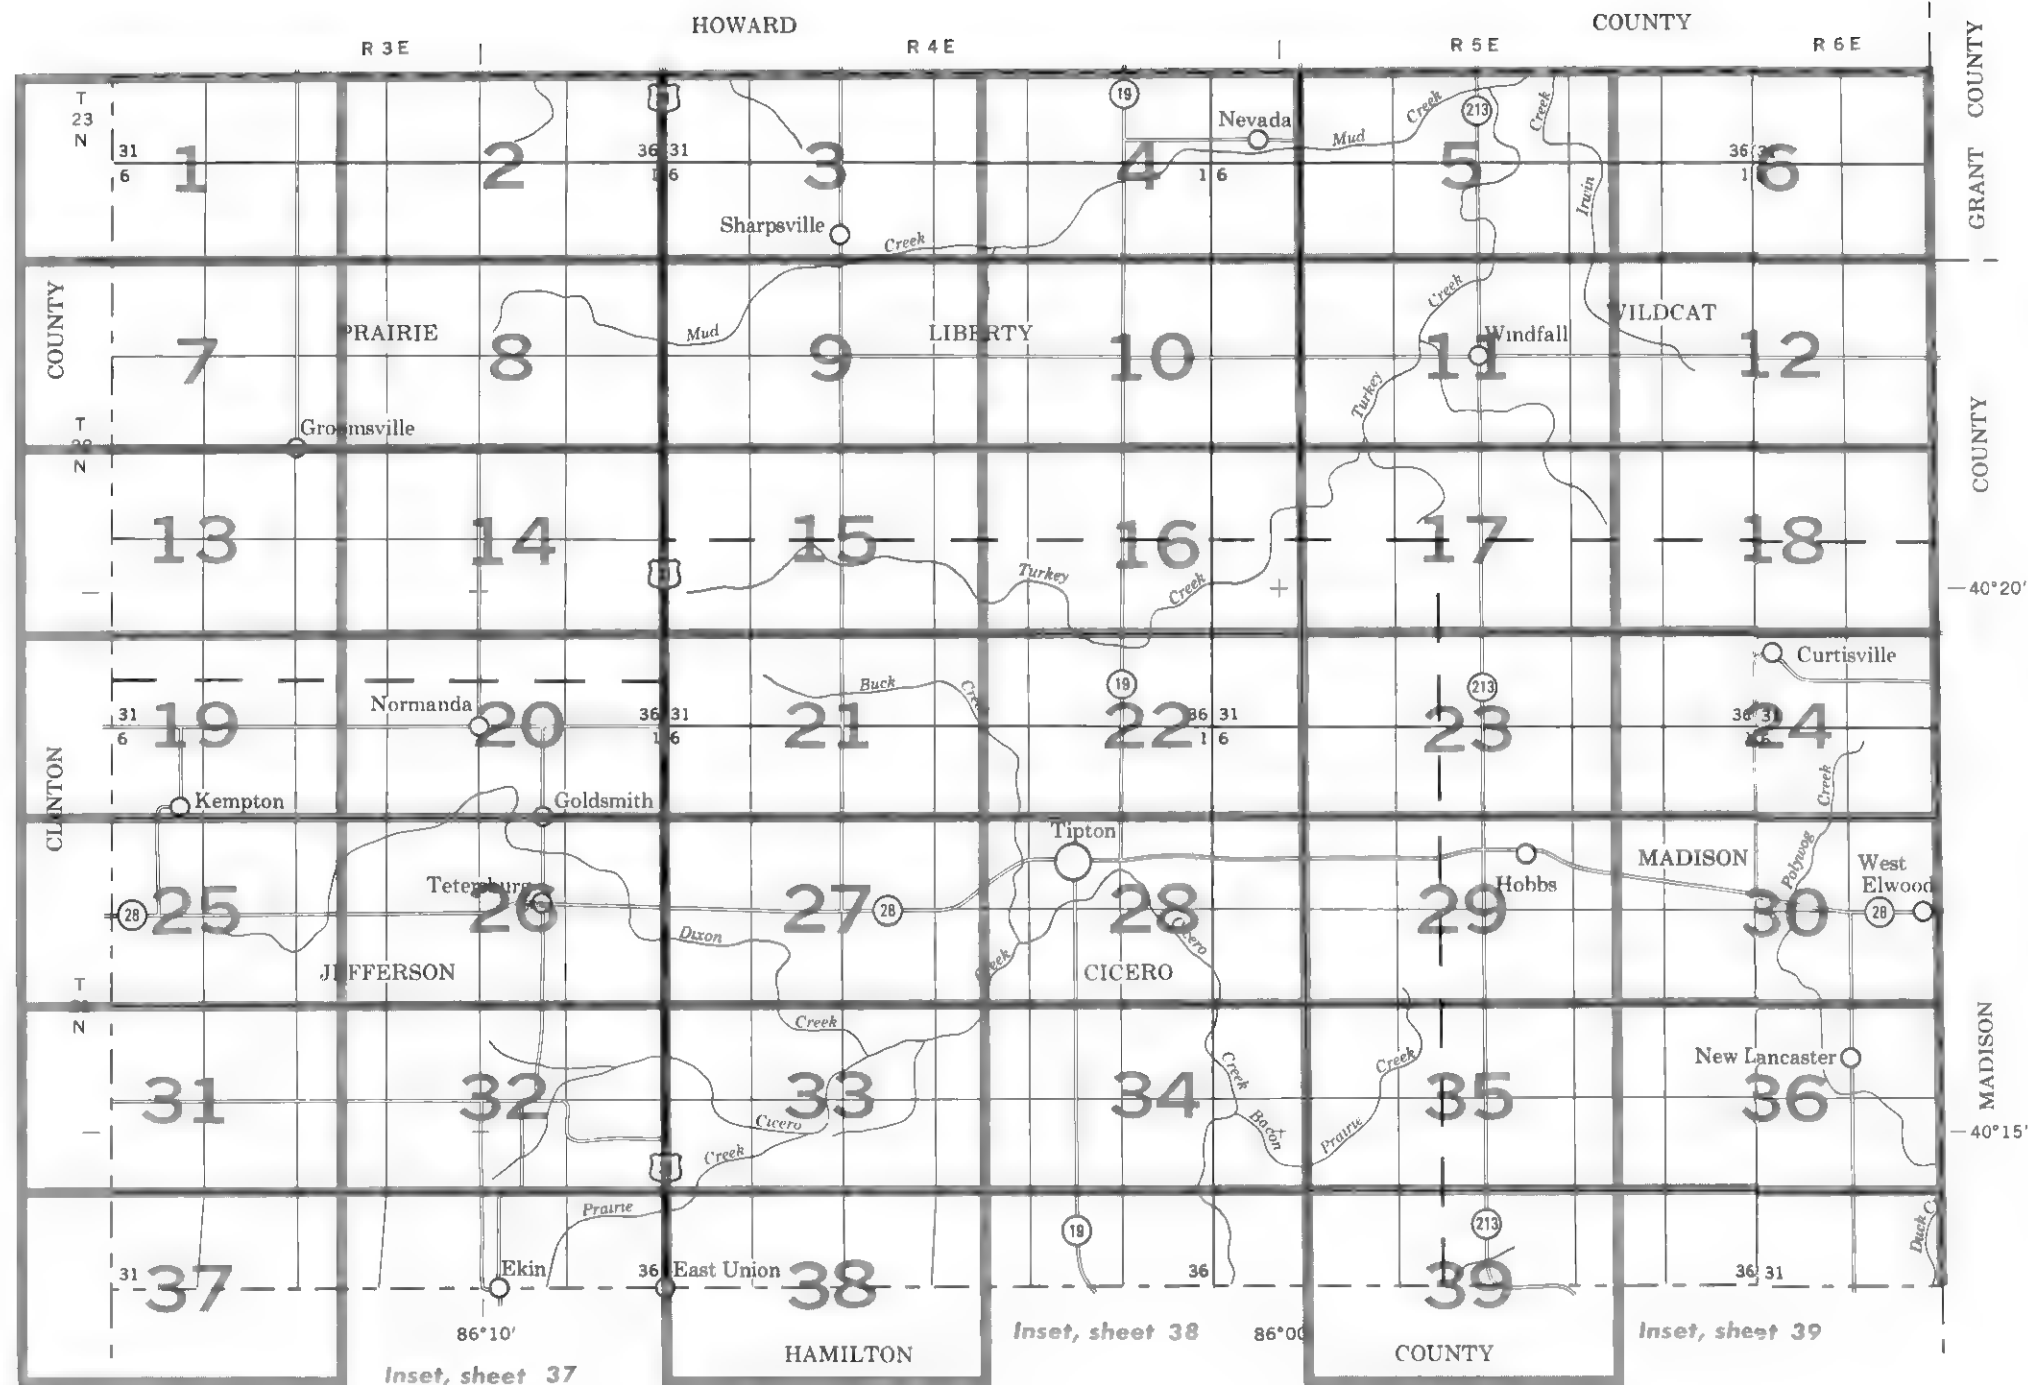 HOWARD COUNTY
R 3 E R 4 E R 5 E R 6 E
GRANT COUNTY
T
23
N
19
213
Nevada
Mud Creek
Creek
31 36 31 36 31
6 1 6 1 6 1
1 2 3 4 5 6
Irwin
Sharpsville
Creek
COUNTY
PRAIRIE
Mud
LIBERTY
Creek
WILDCAT
Windfall
7 8 9 10 11 12
Turkey
COUNTY
T
N
Groomsville
13 14 15 16 17 18
Turkey
Creek
40°20'
Curtisville
Buck
Creek
19
213
Normanda
31 36 31 36 31 36 31
6 1 6 1 6
19 20 21 22 23 24
CLINTON
Kempton
Goldsmith
Creek
Tipton
MADISON
Polywog
West
Elwood
Tetersburg
Hobbs
28 25 26 27 28 28 29 30 28
Dixon
Cicero
Creek
JEFFERSON
CICERO
T
N
Creek
MADISON
New Lancaster
Creek
Creek
31 32 33 34 35 36
Cicero
Bacon
Prairie
40°15'
Creek
Prairie
19
213
Duck C
31
Ekin
36
East Union
36
36 31
37 38 39
86°10'
Inset, sheet 38
86°00
Inset, sheet 39
HAMILTON COUNTY
Inset, sheet 37